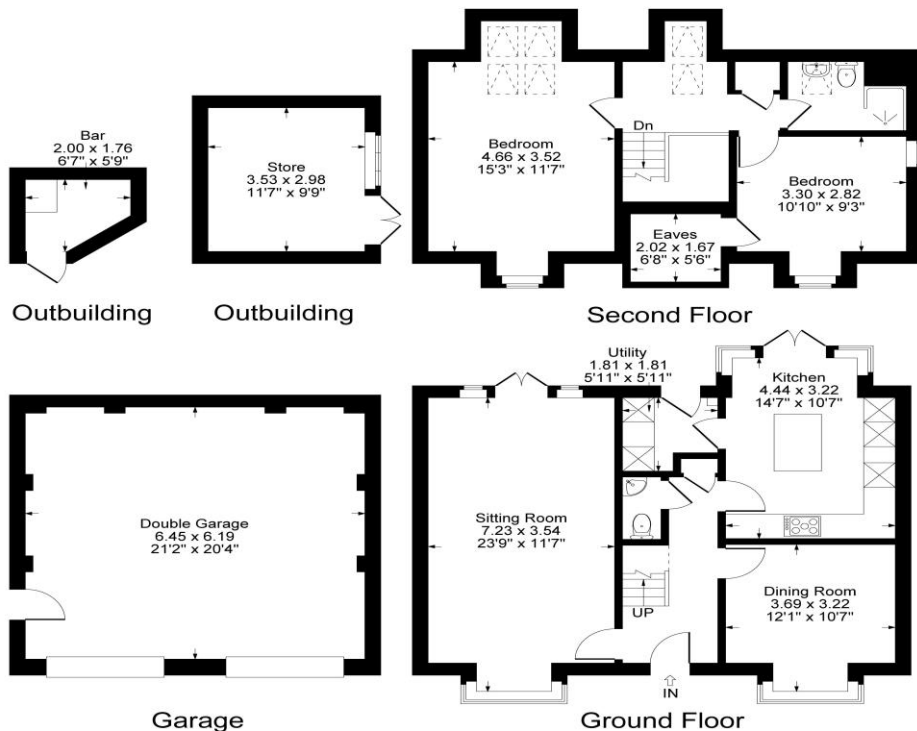 Bar
2.00 x 1.76
6'7" x 5'9"
Outbuilding
Store
3.53 x 2.98
11'7" x 9'9"
Outbuilding
Bedroom
4.66 x 3.52
15'3" x 11'7"
Dn
Bedroom
3.30 x 2.82
10'10" x 9'3"
Eaves
2.02 x 1.67
6'8" x 5'6"
Second Floor
Double Garage
6.45 x 6.19
21'2" x 20'4"
Garage
Utility
1.81 x 1.81
5'11" x 5'11"
Kitchen
4.44 x 3.22
14'7" x 10'7"
Sitting Room
7.23 x 3.54
23'9" x 11'7"
UP
Dining Room
3.69 x 3.22
12'1" x 10'7"
IN
Ground Floor